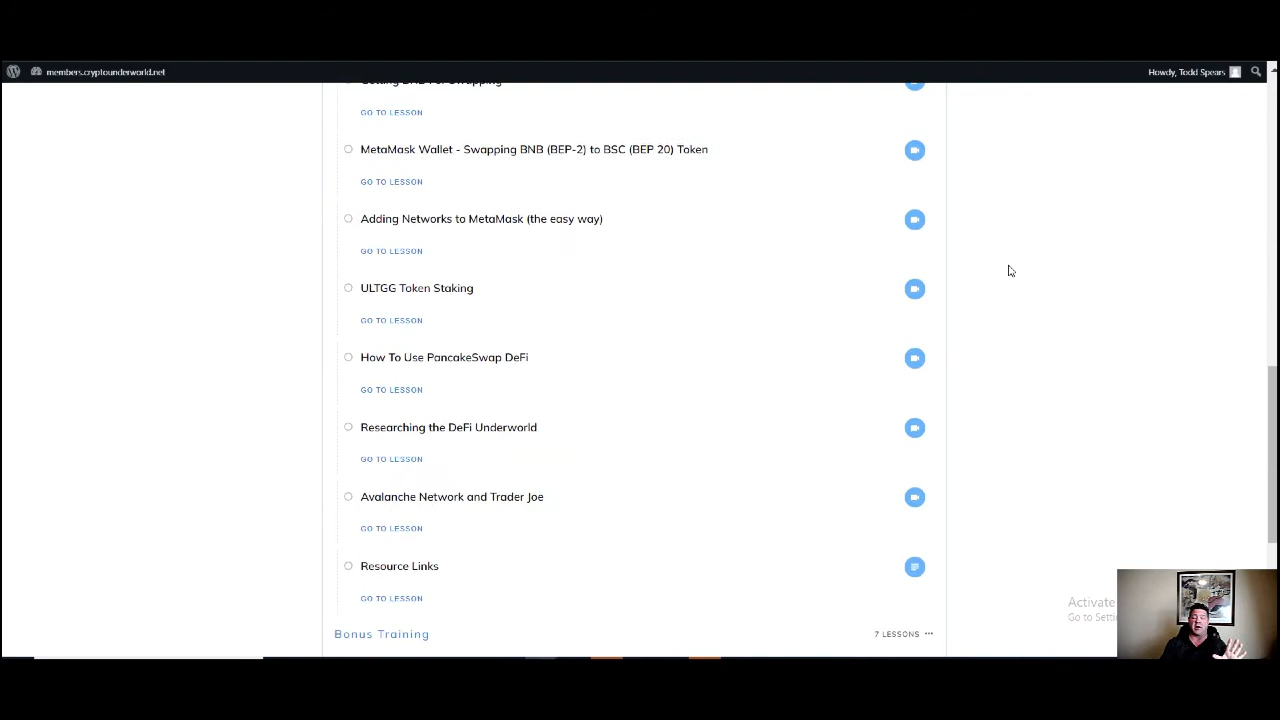 members.cryptounderworld.net
Howdy, Todd Spears
GO TO LESSON
MetaMask Wallet - Swapping BNB (BEP-2) to BSC (BEP 20) Token
GO TO LESSON
Adding Networks to MetaMask (the easy way)
GO TO LESSON
ULTGG Token Staking
GO TO LESSON
How To Use PancakeSwap DeFi
GO TO LESSON
Researching the DeFi Underworld
GO TO LESSON
Avalanche Network and Trader Joe
GO TO LESSON
Resource Links
Activate
GO TO LESSON
Go to
Bonus Training
7 LESSONS